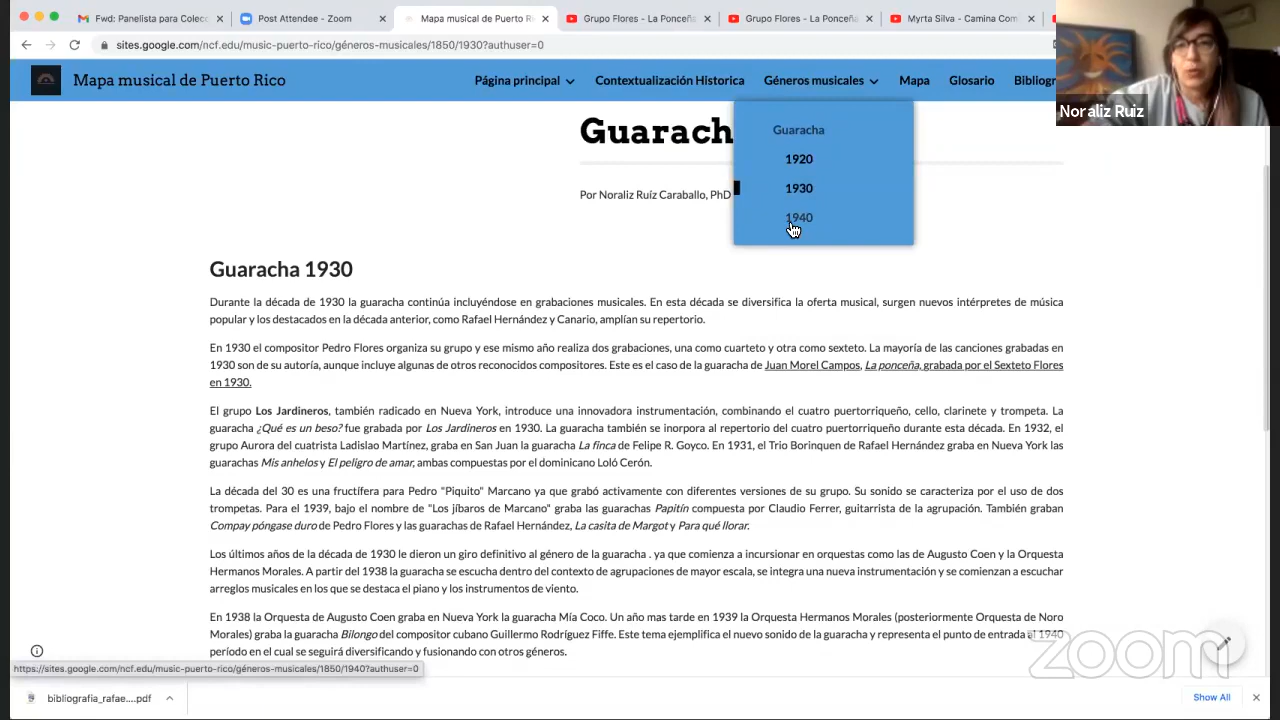 Fwd: Panelista para Colecc
Post Attendee - Zoom
Mapa musical de Puerto Ric
Grupo Flores - La Ponceña
Grupo Flores - La Ponceña
Myrta Silva - Camina Com
sites.google.com/ncf.edu/music-puerto-rico/géneros-musicales/1850/1930?authuser=0
Mapa musical de Puerto Rico
Página principal
Contextualización Historica
Géneros musicales
Mapa
Glosario
Bibliogr
Noraliz Ruiz
Guarach
Guaracha
1920
1930
1940
Por Noraliz Ruíz Caraballo, PhD
Guaracha 1930
Durante la década de 1930 la guaracha continúa incluyéndose en grabaciones musicales. En esta década se diversifica la oferta musical, surgen nuevos intérpretes de música
popular y los destacados en la década anterior, como Rafael Hernández y Canario, amplían su repertorio.
En 1930 el compositor Pedro Flores organiza su grupo y ese mismo año realiza dos grabaciones, una como cuarteto y otra como sexteto. La mayoría de las canciones grabadas en
1930 son de su autoría, aunque incluye algunas de otros reconocidos compositores. Este es el caso de la guaracha de Juan Morel Campos, La ponceña, grabada por el Sexteto Flores
en 1930.
El grupo Los Jardineros, también radicado en Nueva York, introduce una innovadora instrumentación, combinando el cuatro puertorriqueño, cello, clarinete y trompeta. La
guaracha ¿Qué es un beso? fue grabada por Los Jardineros en 1930. La guaracha también se inorpora al repertorio del cuatro puertorriqueño durante esta década. En 1932, el
grupo Aurora del cuatrista Ladislao Martínez, graba en San Juan la guaracha La finca de Felipe R. Goyco. En 1931, el Trio Borinquen de Rafael Hernández graba en Nueva York las
guarachas Mis anhelos y El peligro de amar, ambas compuestas por el dominicano Loló Cerón.
La década del 30 es una fructífera para Pedro "Piquito" Marcano ya que grabó activamente con diferentes versiones de su grupo. Su sonido se caracteriza por el uso de dos
trompetas. Para el 1939, bajo el nombre de "Los jíbaros de Marcano" graba las guarachas Papitín compuesta por Claudio Ferrer, guitarrista de la agrupación. También graban
Compay póngase duro de Pedro Flores y las guarachas de Rafael Hernández, La casita de Margot y Para qué llorar.
Los últimos años de la década de 1930 le dieron un giro definitivo al género de la guaracha . ya que comienza a incursionar en orquestas como las de Augusto Coen y la Orquesta
Hermanos Morales. A partir del 1938 la guaracha se escucha dentro del contexto de agrupaciones de mayor escala, se integra una nueva instrumentación y se comienzan a escuchar
arreglos musicales en los que se destaca el piano y los instrumentos de viento.
En 1938 la Orquesta de Augusto Coen graba en Nueva York la guaracha Mía Coco. Un año mas tarde en 1939 la Orquesta Hermanos Morales (posteriormente Orquesta de Noro
Morales) graba la guaracha Bilongo del compositor cubano Guillermo Rodríguez Fiffe. Este tema ejemplifica el nuevo sonido de la guaracha y representa el punto de entrada al 1940
período en el cual se seguirá diversificando y fusionando con otros géneros.
zoom
https://sites.google.com/ncf.edu/music-puerto-rico/géneros-musicales/1850/1940?authuser=0
bibliografia_rafae....pdf
Show All